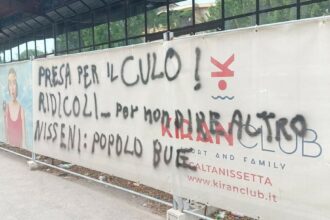 PRESA PER IL CULO!
RIDICOLI... per non DIRE ALTRO
NISSENI: POPOLO BUE
KIRAN CLUB
SPORT AND FAMILY
CALTANISSETTA
www.kiranclub.it